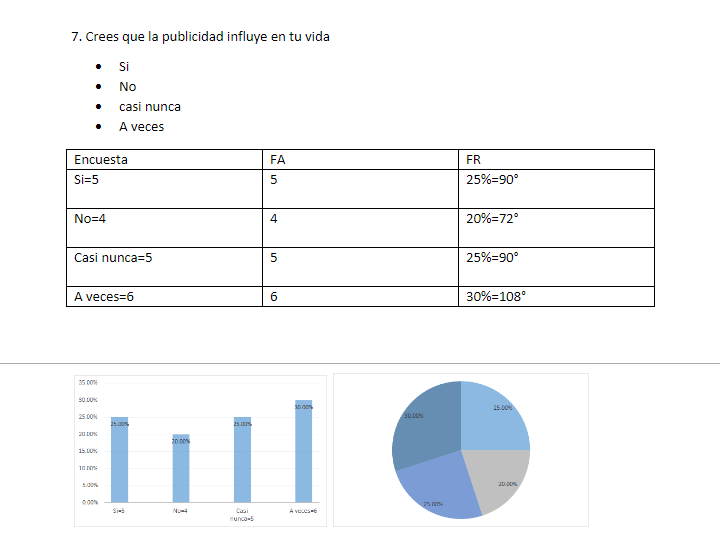 7. Crees que la publicidad influye en tu vida
• Si
• No
• casi nunca
• A veces
Encuesta FA FR
Si=5 5 25%=90°
No=4 4 20%=72°
Casi nunca=5 5 25%=90°
A veces=6 6 30%=108°
35.00%
30.00%
25.00%
20.00%
15.00%
10.00%
5.00%
0.00%
25.00%
20.00%
25.00%
30.00%
Si=5
No=4
Casi
nunca=5
A veces=6
25.00%
20.00%
25.00%
30.00%